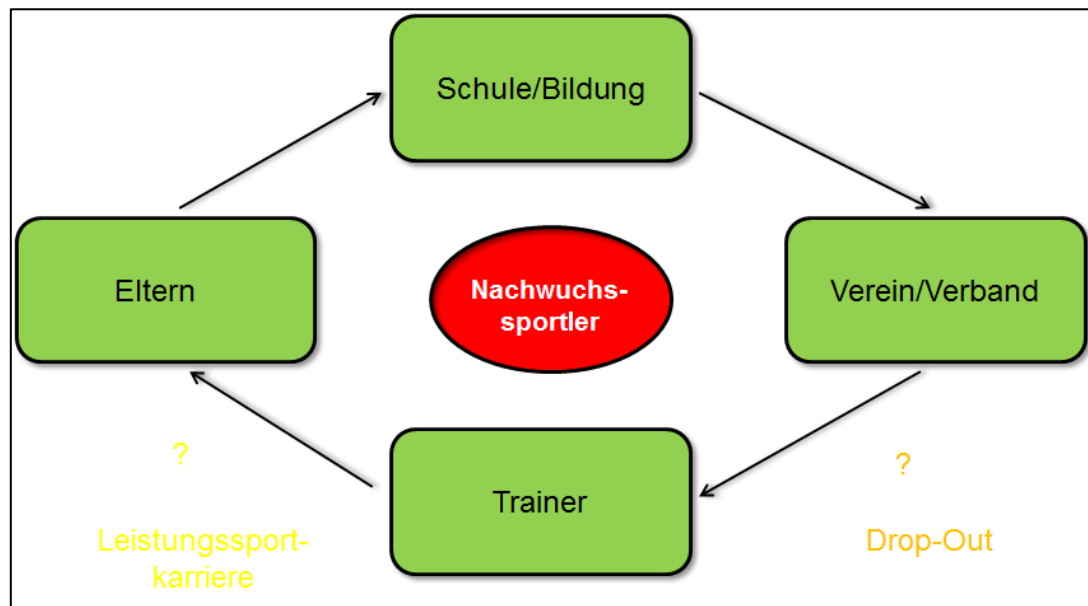 Schule/Bildung
Eltern
Nachwuchs-
sportler
Verein/Verband
?
?
Trainer
Leistungssport-
karriere
Drop-Out